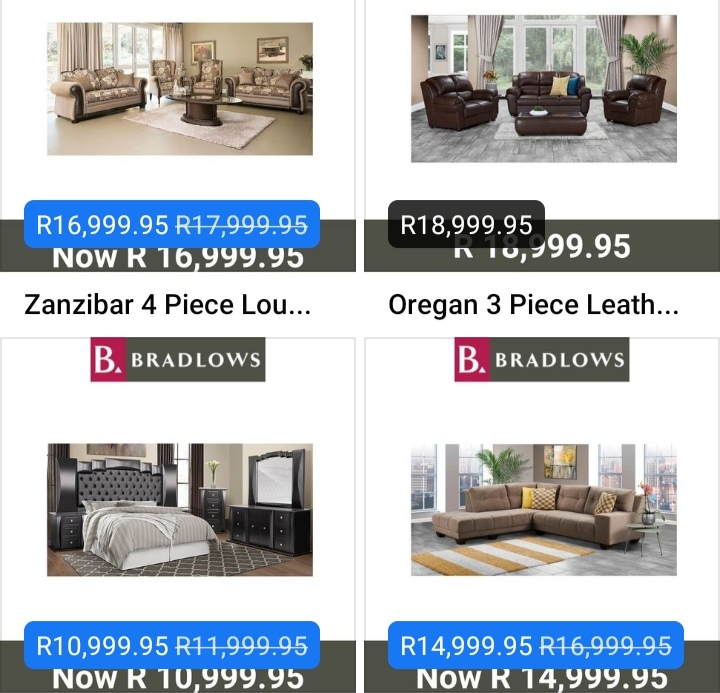 R16,999.95 R17,999.95
Now R 16,999.95
Zanzibar 4 Piece Lou...
R18,999.95
R 18,999.95
Oregan 3 Piece Leath...
B. BRADLOWS
R10,999.95 R11,999.95
Now R 10,999.95
B. BRADLOWS
R14,999.95 R16,999.95
Now R 14,999.95